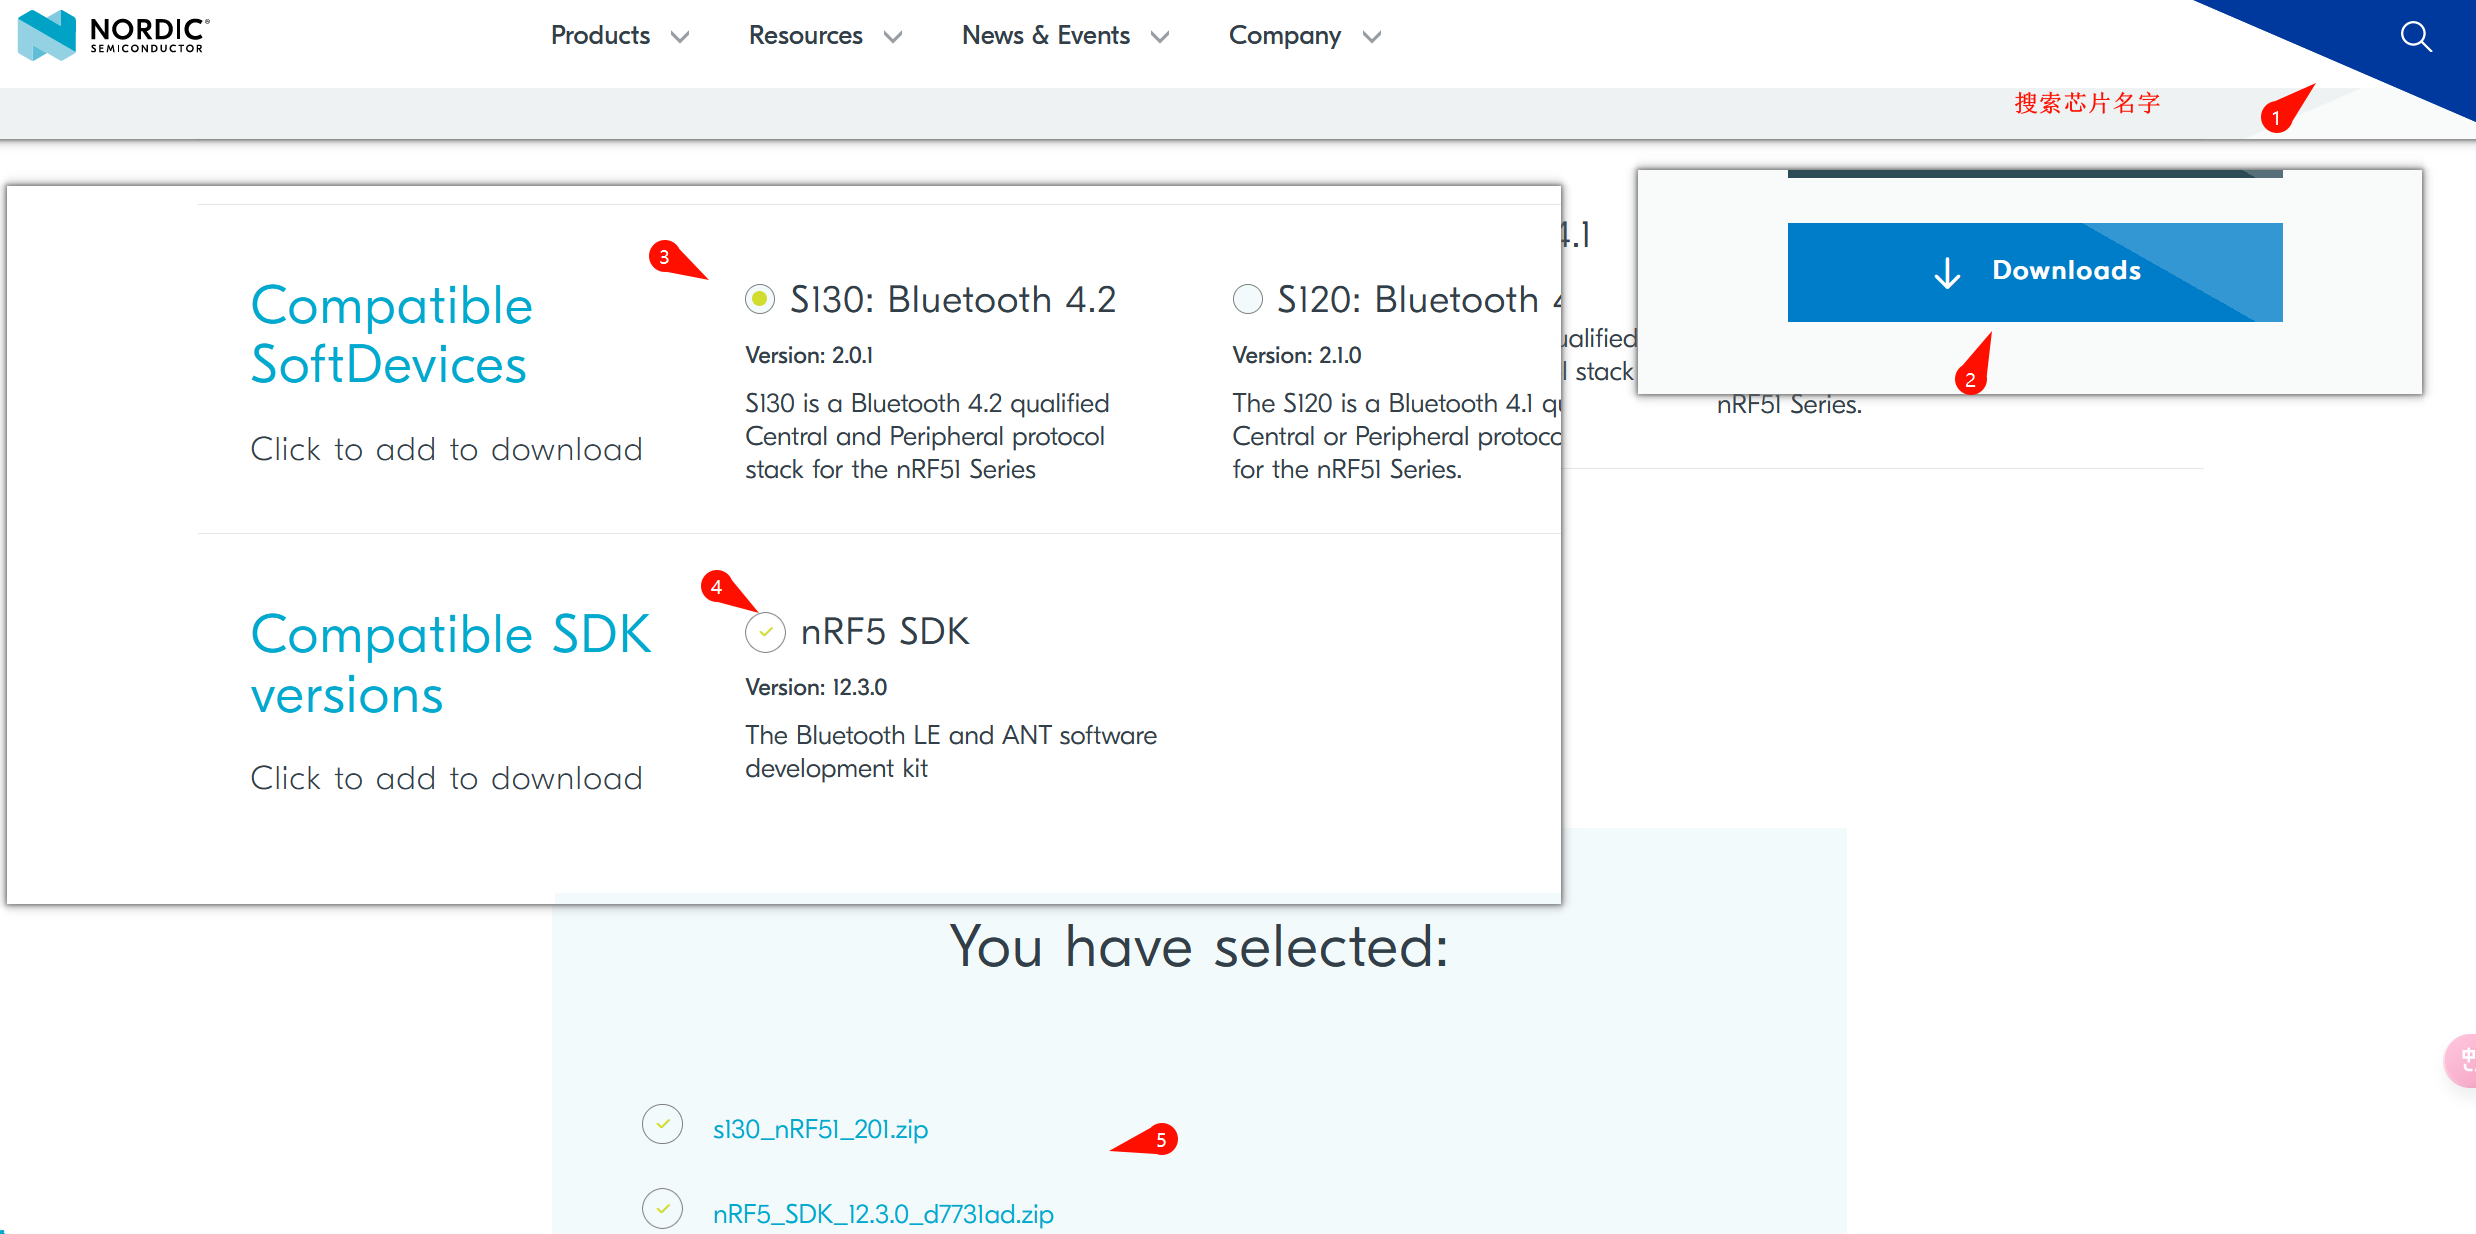 NORDIC®
SEMICONDUCTOR
Products
Resources
News & Events
Company
搜索芯片名字
1
Downloads
2
4.1
ualified
l stack
nRF51 Series.
3
Compatible
SoftDevices
Click to add to download
S130: Bluetooth 4.2
Version: 2.0.1
S130 is a Bluetooth 4.2 qualified
Central and Peripheral protocol
stack for the nRF51 Series
S120: Bluetooth 4
Version: 2.1.0
The S120 is a Bluetooth 4.1 qu
Central or Peripheral protoco
for the nRF51 Series.
4
Compatible SDK
versions
Click to add to download
nRF5 SDK
Version: 12.3.0
The Bluetooth LE and ANT software
development kit
You have selected:
s130_nRF51_201.zip
5
nRF5_SDK_12.3.0_d7731ad.zip
中